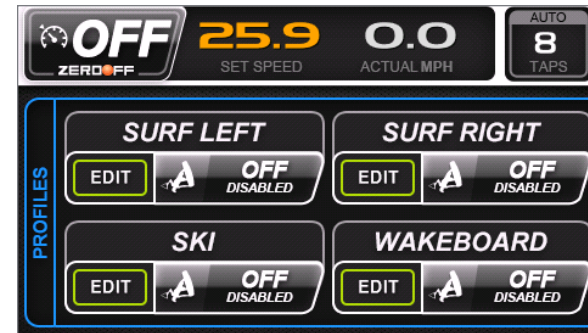 OFF
ZEROOFF
25.9
SET SPEED
0.0
ACTUAL MPH
AUTO
8
TAPS
PROFILES
SURF LEFT
EDIT
OFF
DISABLED
SURF RIGHT
EDIT
OFF
DISABLED
SKI
EDIT
OFF
DISABLED
WAKEBOARD
EDIT
OFF
DISABLED